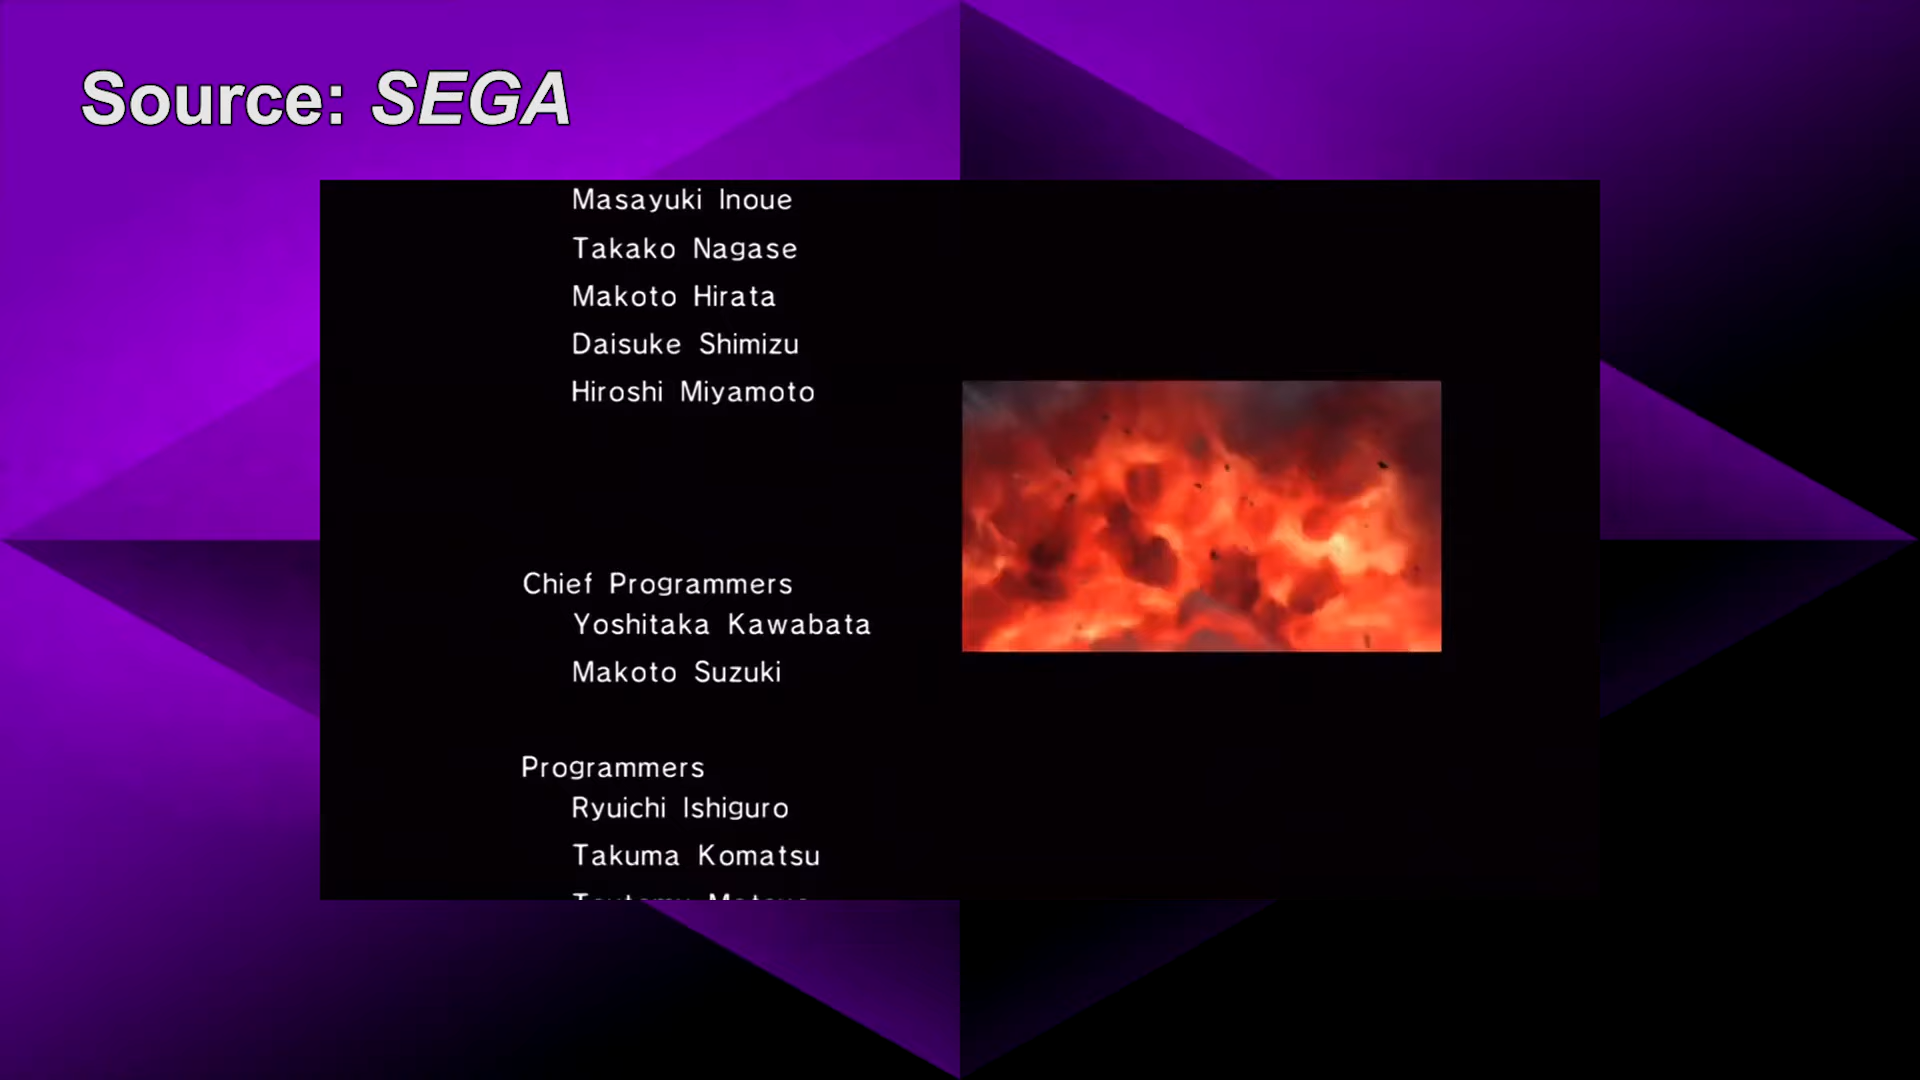 Source: SEGA
Masayuki Inoue
Takako Nagase
Makoto Hirata
Daisuke Shimizu
Hiroshi Miyamoto
Chief Programmers
Yoshitaka Kawabata
Makoto Suzuki
Programmers
Ryuichi Ishiguro
Takuma Komatsu